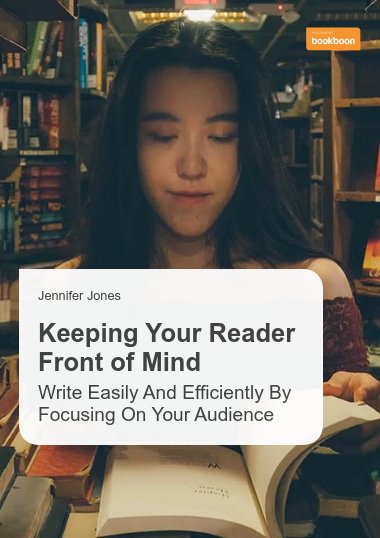 bookboon
Jennifer Jones
Keeping Your Reader
Front of Mind
Write Easily And Efficiently By
Focusing On Your Audience